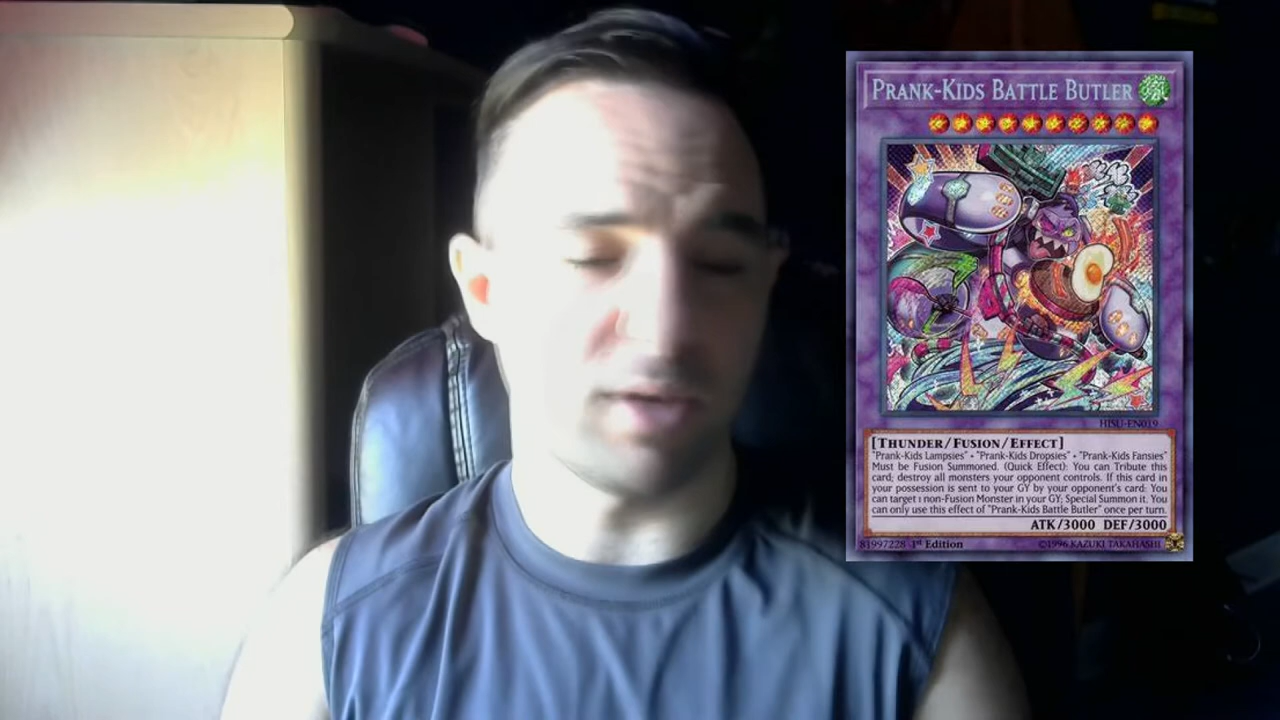 PRANK-KIDS BATTLE BUTLER
HISU-EN019
[THUNDER/FUSION/EFFECT]
"Prank-Kids Lampsies" + "Prank-Kids Dropsies" + "Prank-Kids Fansies"
Must be Fusion Summoned. (Quick Effect): You can Tribute this
card; destroy all monsters your opponent controls. If this card in
your possession is sent to your GY by your opponent's card: You
can target 1 non-Fusion Monster in your GY; Special Summon it. You
can only use this effect of "Prank-Kids Battle Butler" once per turn.
ATK/3000 DEF/3000
81997228 1st Edition ©1996 KAZUKI TAKAHASHI